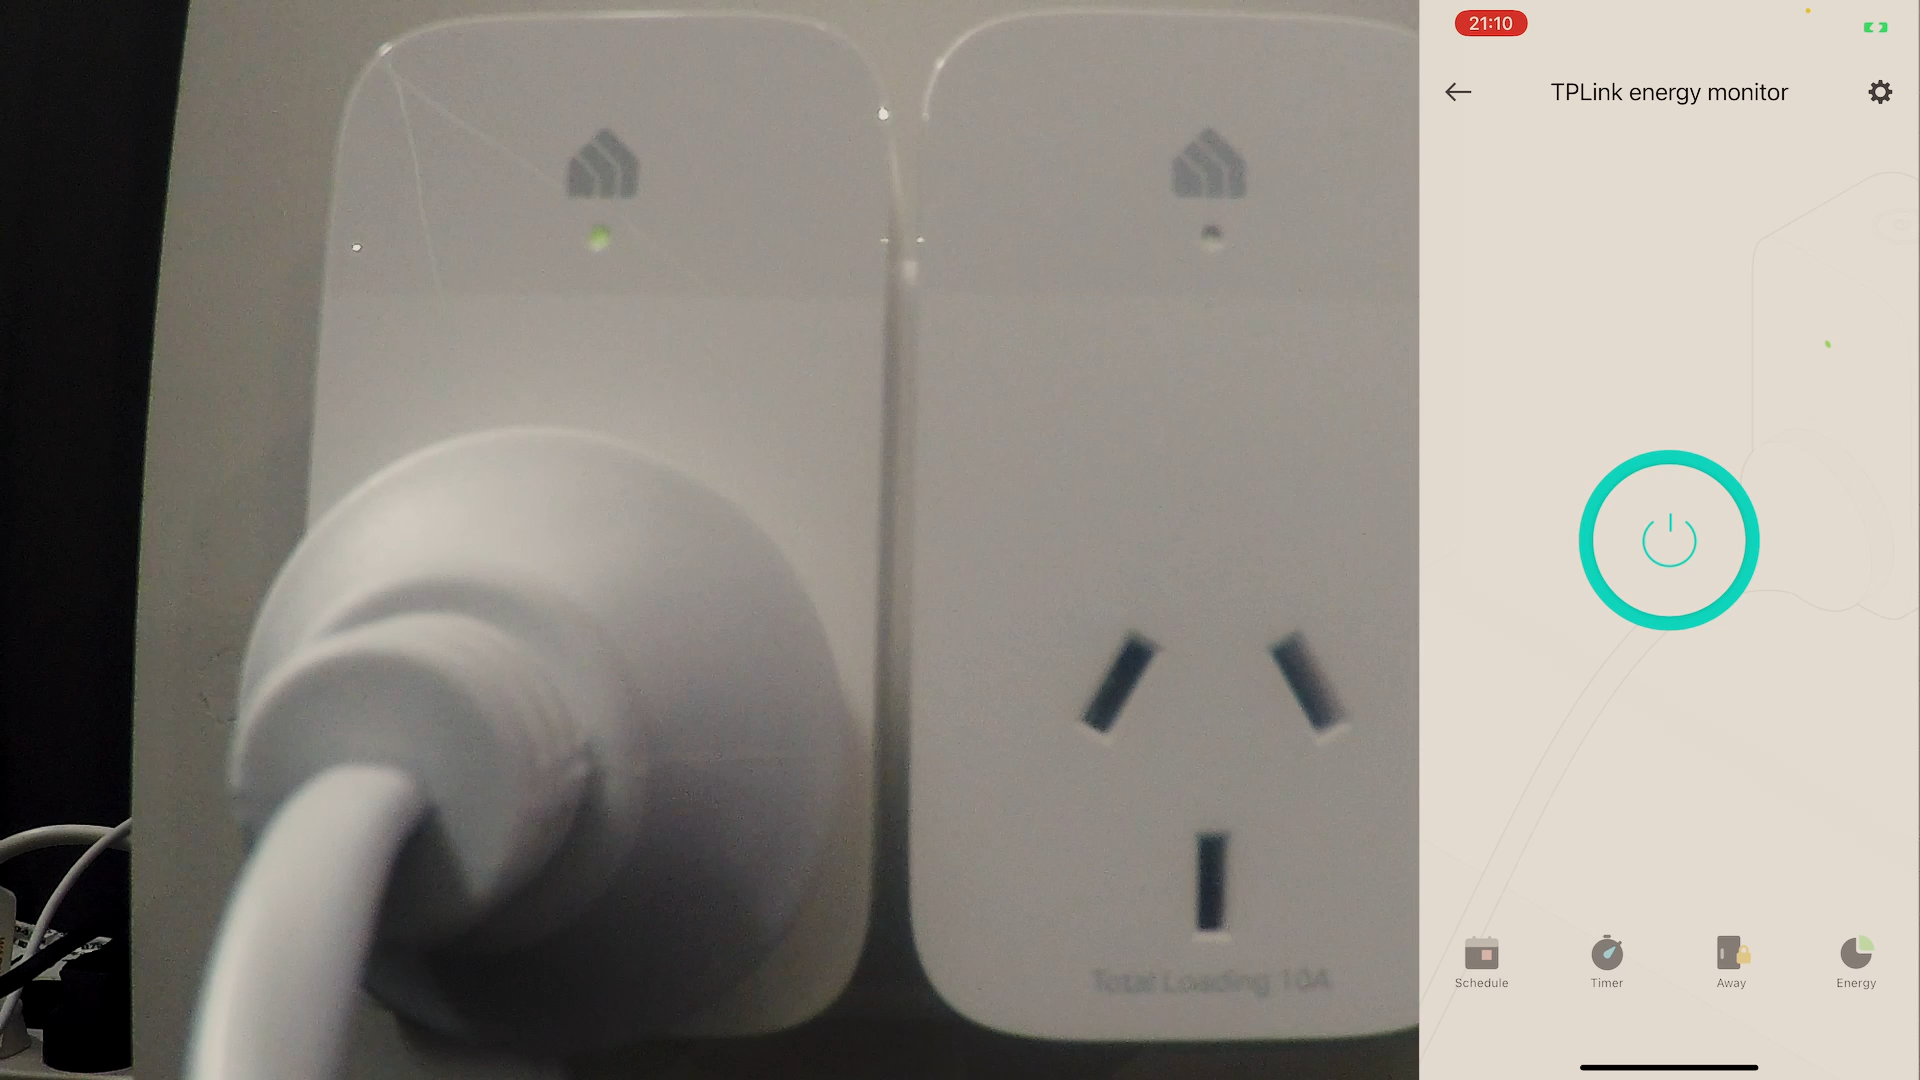 Total Loading 10A
21:10
TPLink energy monitor
Schedule
Timer
Away
Energy